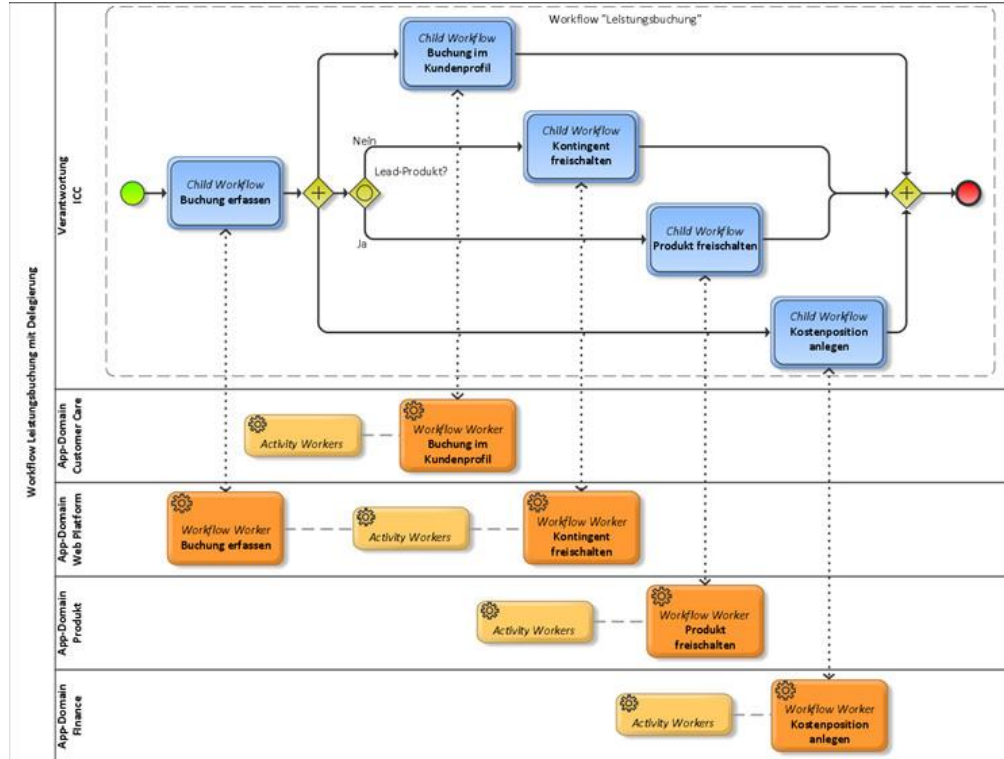 Workflow Leistungsbuchung mit Delegierung
Verantwortung
ICC
Workflow "Leistungsbuchung"
Child Workflow
Buchung im
Kundenprofil
Nein
Child Workflow
Kontingent
freischalten
Lead-Produkt?
Child Workflow
Buchung erfassen
Ja
Child Workflow
Produkt freischalten
Child Workflow
Kostenposition
anlegen
App-Domain
Customer Care
Activity Workers
Workflow Worker
Buchung im
Kundenprofil
App-Domain
Web Platform
Workflow Worker
Buchung erfassen
Activity Workers
Workflow Worker
Kontingent
freischalten
App-Domain
Produkt
Activity Workers
Workflow Worker
Produkt
freischalten
App-Domain
Finance
Activity Workers
Workflow Worker
Kostenposition
anlegen